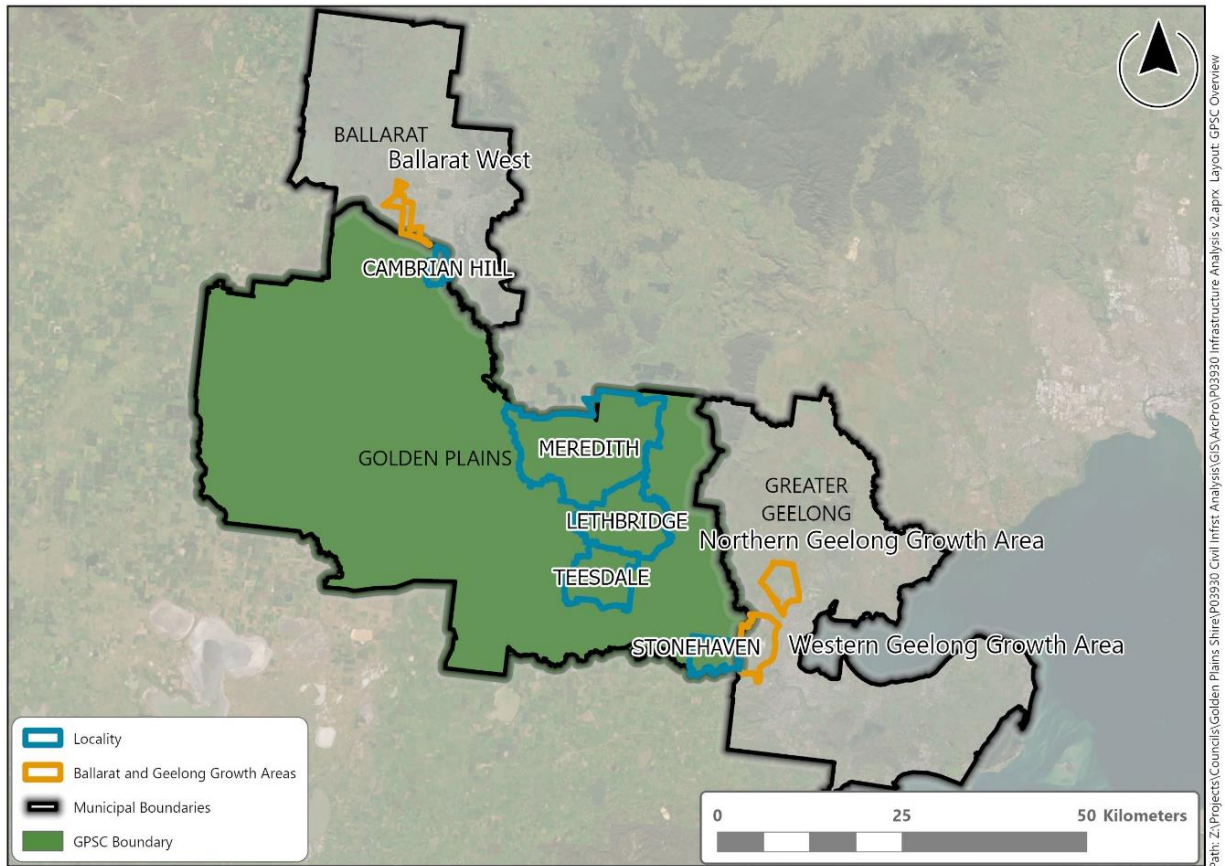 BALLARAT
Ballarat West
CAMBRIAN HILL
MEREDITH
GOLDEN PLAINS
LETHBRIDGE
TEESDALE
STONEHAVEN
GREATER
GEELONG
Northern Geelong Growth Area
Western Geelong Growth Area
Locality
Ballarat and Geelong Growth Areas
Municipal Boundaries
GPSC Boundary
0 25 50 Kilometers
Path: Z:\Projects\Councils\Golden Plains Shire\P03930 Civil Infrst Analysis\GIS\ArcPro\P03930 Infrastructure Analysis v2.aprx Layout: GPSC Overview